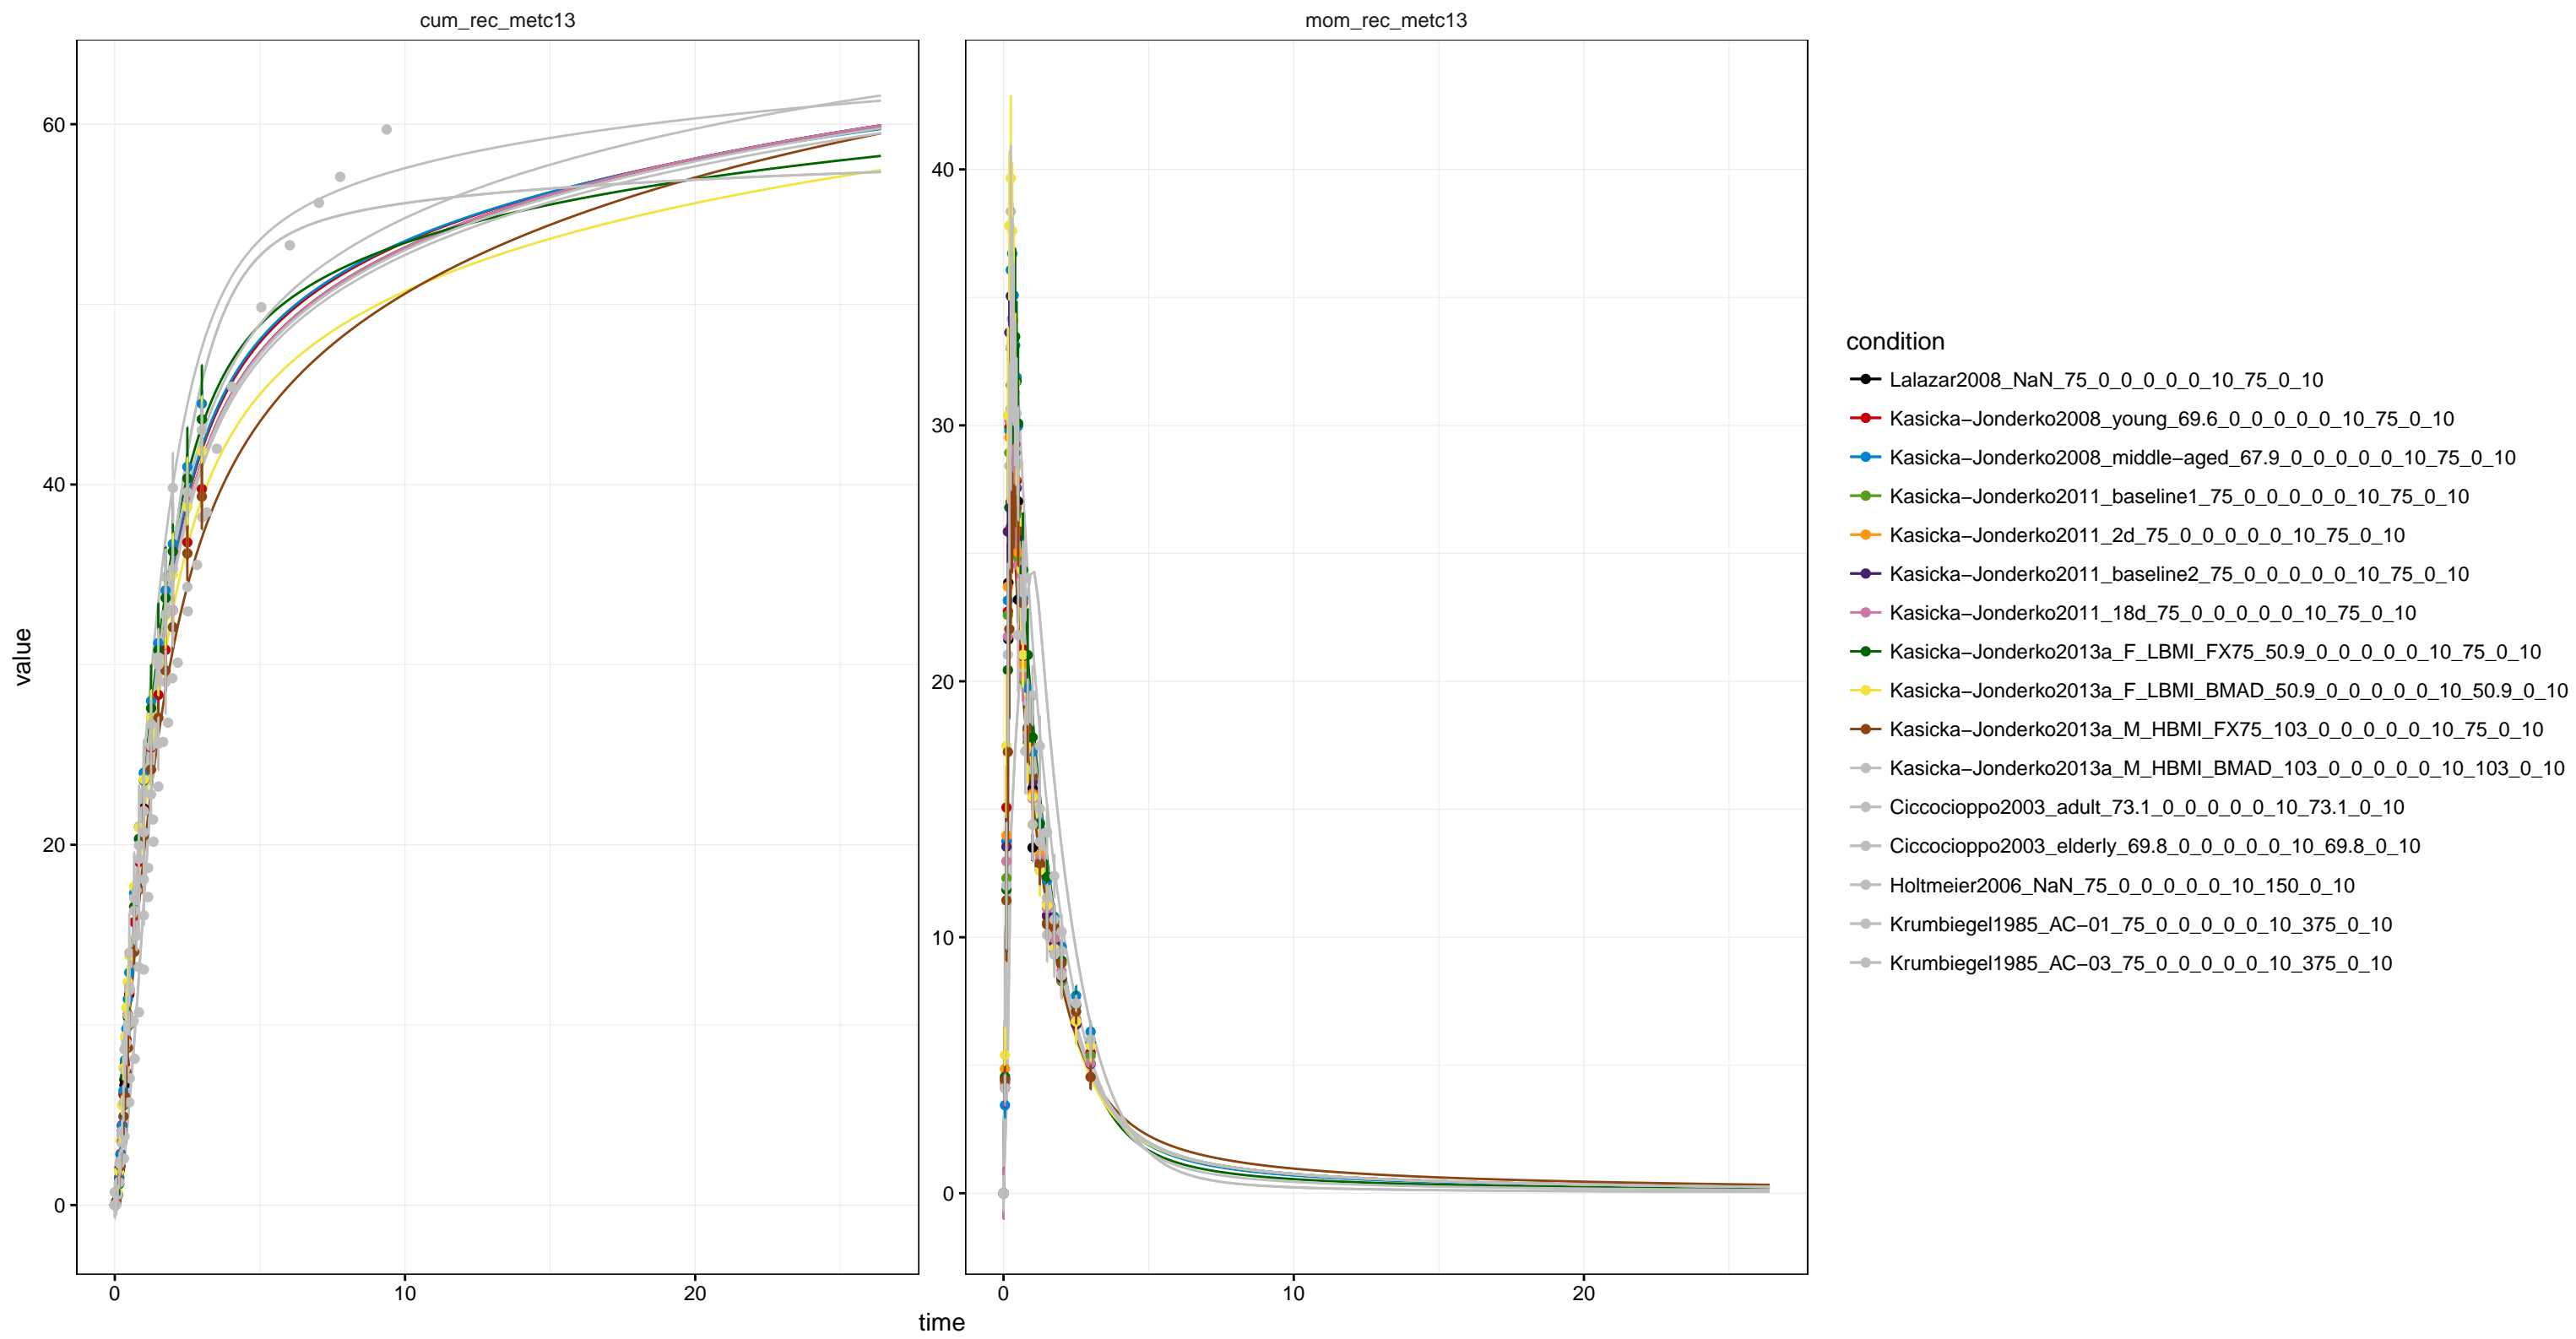 cum_rec_metc13
mom_rec_metc13
value
60
40
20
0
0
10
20
40
30
20
10
0
0
10
20
time
condition
Lalazar2008_NaN_75_0_0_0_0_0_10_75_0_10
Kasicka−Jonderko2008_young_69.6_0_0_0_0_0_10_75_0_10
Kasicka−Jonderko2008_middle−aged_67.9_0_0_0_0_0_10_75_0_10
Kasicka−Jonderko2011_baseline1_75_0_0_0_0_0_10_75_0_10
Kasicka−Jonderko2011_2d_75_0_0_0_0_0_10_75_0_10
Kasicka−Jonderko2011_baseline2_75_0_0_0_0_0_10_75_0_10
Kasicka−Jonderko2011_18d_75_0_0_0_0_0_10_75_0_10
Kasicka−Jonderko2013a_F_LBMI_FX75_50.9_0_0_0_0_0_10_75_0_10
Kasicka−Jonderko2013a_F_LBMI_BMAD_50.9_0_0_0_0_0_10_50.9_0_10
Kasicka−Jonderko2013a_M_HBMI_FX75_103_0_0_0_0_0_10_75_0_10
Kasicka−Jonderko2013a_M_HBMI_BMAD_103_0_0_0_0_0_10_103_0_10
Ciccocioppo2003_adult_73.1_0_0_0_0_0_10_73.1_0_10
Ciccocioppo2003_elderly_69.8_0_0_0_0_0_10_69.8_0_10
Holtmeier2006_NaN_75_0_0_0_0_0_10_150_0_10
Krumbiegel1985_AC−01_75_0_0_0_0_0_10_375_0_10
Krumbiegel1985_AC−03_75_0_0_0_0_0_10_375_0_10